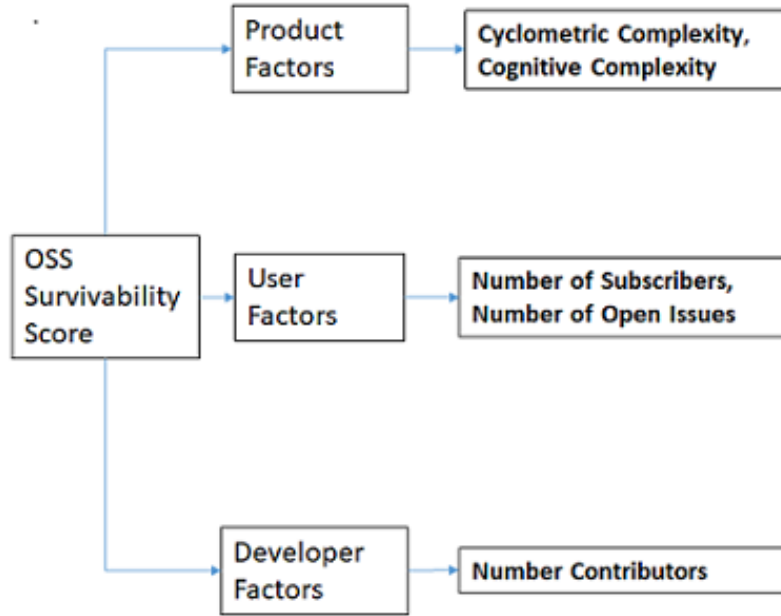 Product
Factors
Cyclometric Complexity,
Cognitive Complexity
OSS
Survivability
Score
User
Factors
Number of Subscribers,
Number of Open Issues
Developer
Factors
Number Contributors